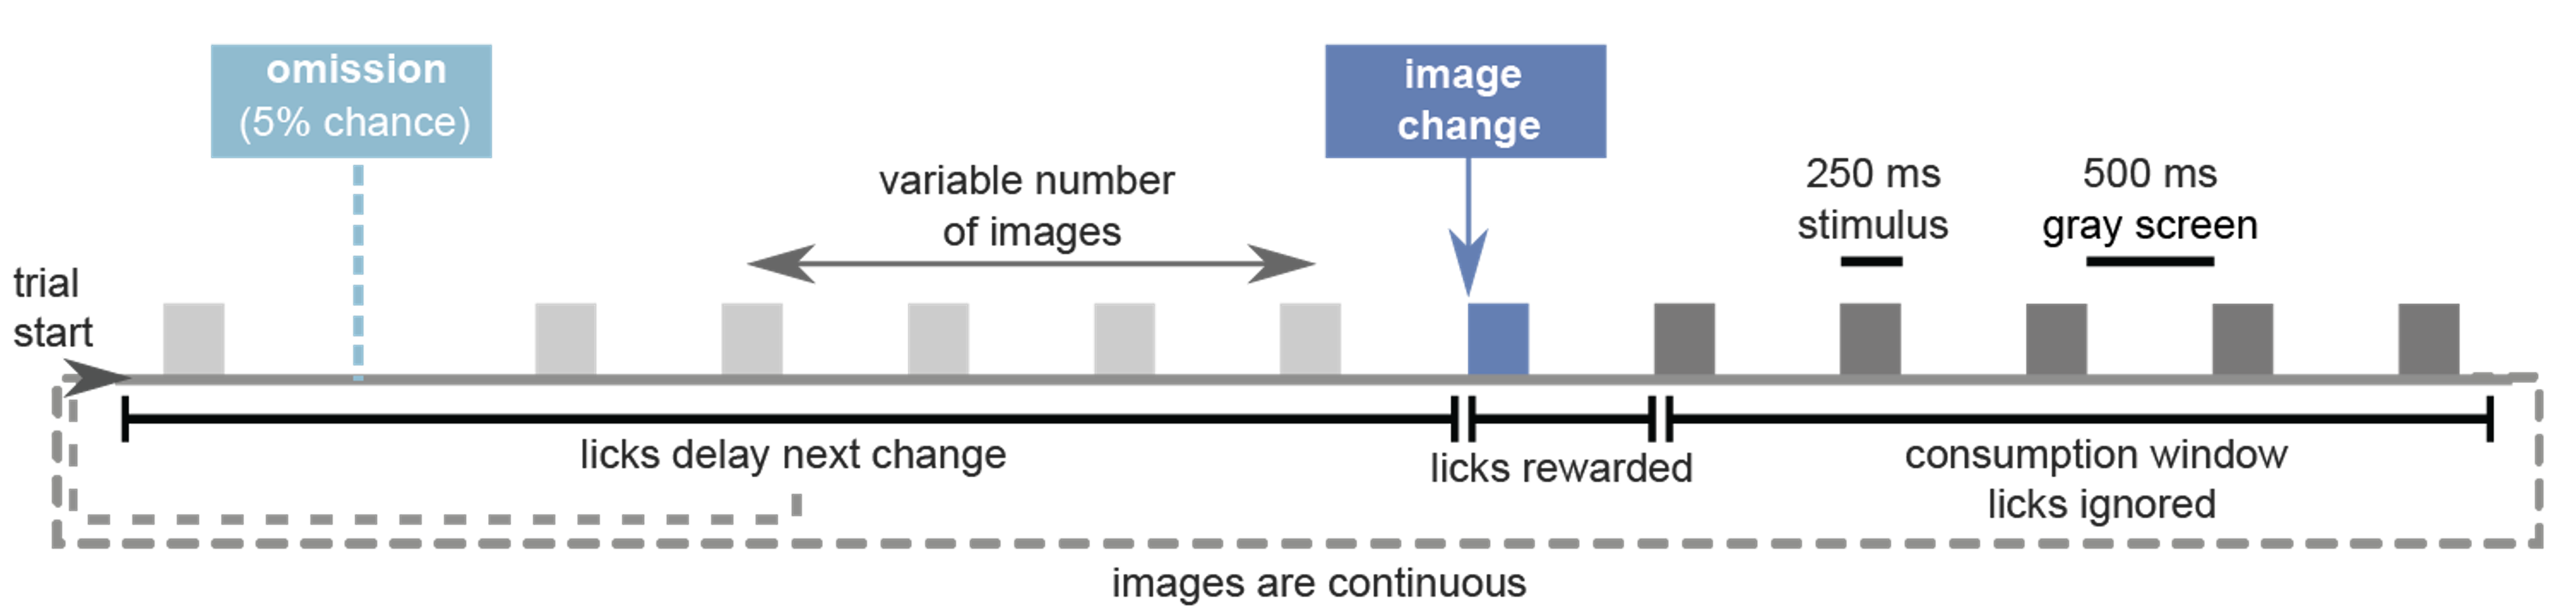 omission
(5% chance)
image
change
variable number
of images
250 ms
stimulus
500 ms
gray screen
trial
start
licks delay next change
licks rewarded
consumption window
licks ignored
images are continuous